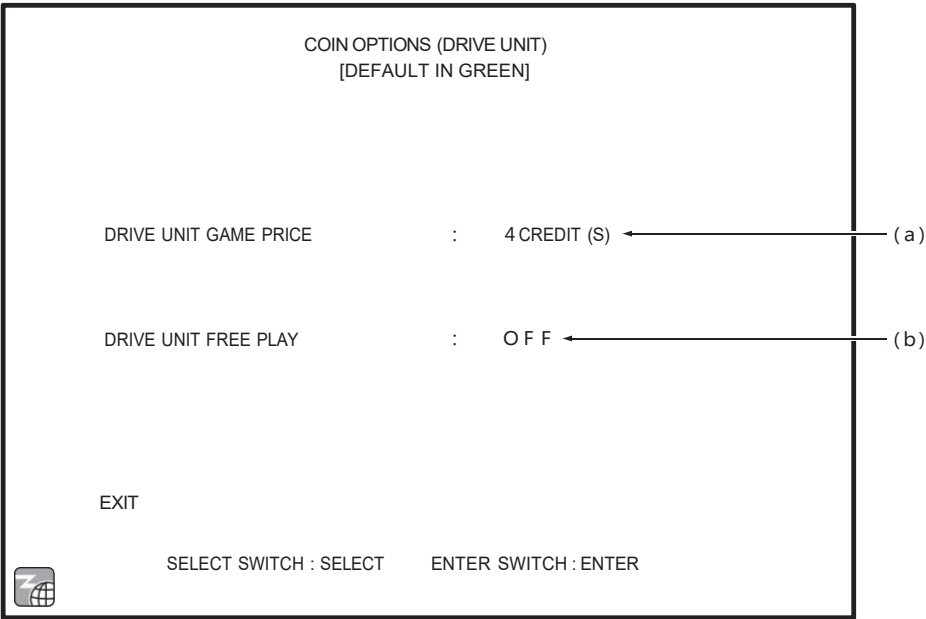 COIN OPTIONS (DRIVE UNIT)
[DEFAULT IN GREEN]
DRIVE UNIT GAME PRICE : 4 CREDIT (S) (a)
DRIVE UNIT FREE PLAY : OFF (b)
EXIT
SELECT SWITCH : SELECT ENTER SWITCH : ENTER